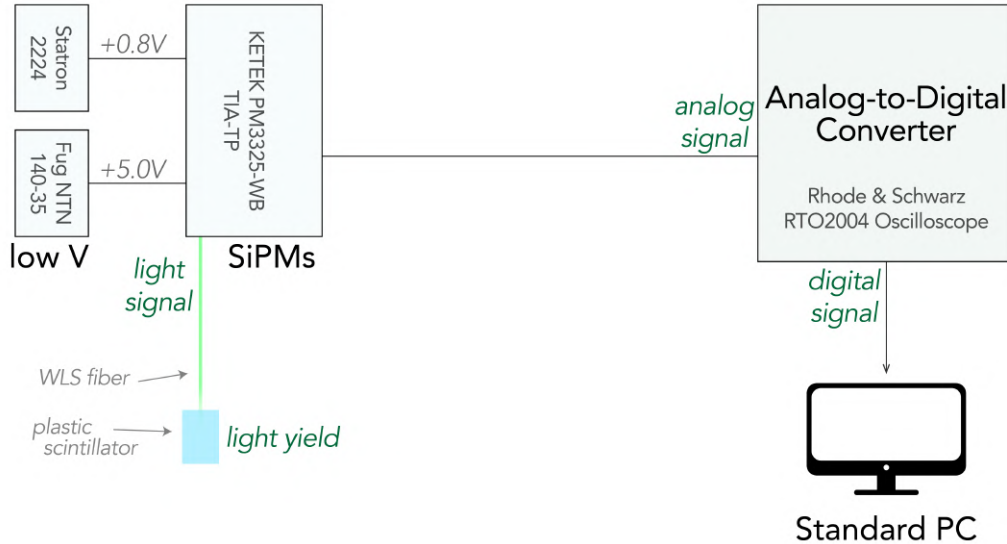 Statron
2224
+0.8V
Fug NTN
140-35
+5.0V
low V
KETEK PM3325-WB
TIA-TP
SiPMs
light
signal
WLS fiber
plastic
scintillator
light yield
analog
signal
Analog-to-Digital
Converter
Rhode & Schwarz
RTO2004 Oscilloscope
digital
signal
Standard PC